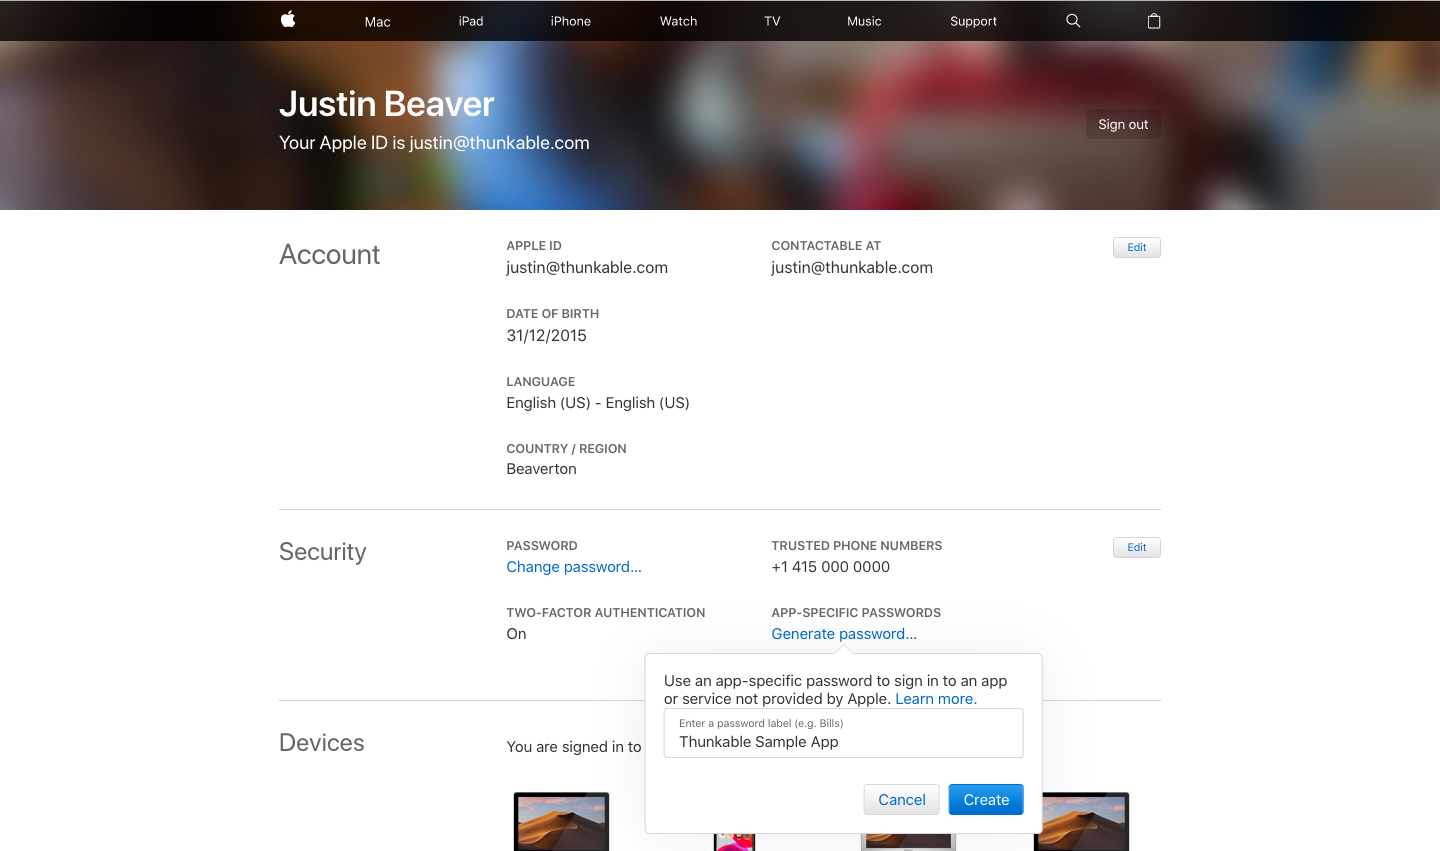 Mac iPad iPhone Watch TV Music Support
Justin Beaver
Your Apple ID is justin@thunkable.com
Sign out
Account
APPLE ID
justin@thunkable.com
CONTACTABLE AT
justin@thunkable.com
Edit
DATE OF BIRTH
31/12/2015
LANGUAGE
English (US) - English (US)
COUNTRY / REGION
Beaverton
Security
PASSWORD
Change password...
TRUSTED PHONE NUMBERS
+1 415 000 0000
Edit
TWO-FACTOR AUTHENTICATION
On
APP-SPECIFIC PASSWORDS
Generate password...
Use an app-specific password to sign in to an app
or service not provided by Apple. Learn more.
Enter a password label (e.g. Bills)
Thunkable Sample App
Cancel
Create
Devices
You are signed in to